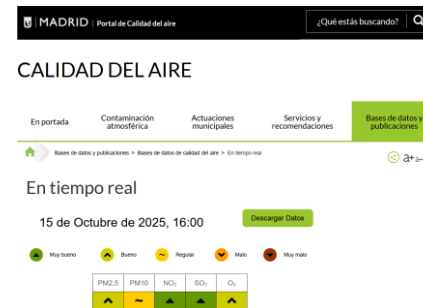 MADRID | Portal de Calidad del aire
¿Qué estás buscando?
CALIDAD DEL AIRE
En portada
Contaminación atmosférica
Actuaciones municipales
Servicios y recomendaciones
Bases de datos y publicaciones
Bases de datos y publicaciones > Bases de datos de calidad del aire > En tiempo real
a+ a-
En tiempo real
15 de Octubre de 2025, 16:00
Descargar Datos
Muy bueno
Bueno
Regular
Malo
Muy malo
PM2,5 PM10 NO₂ SO₂ O₃